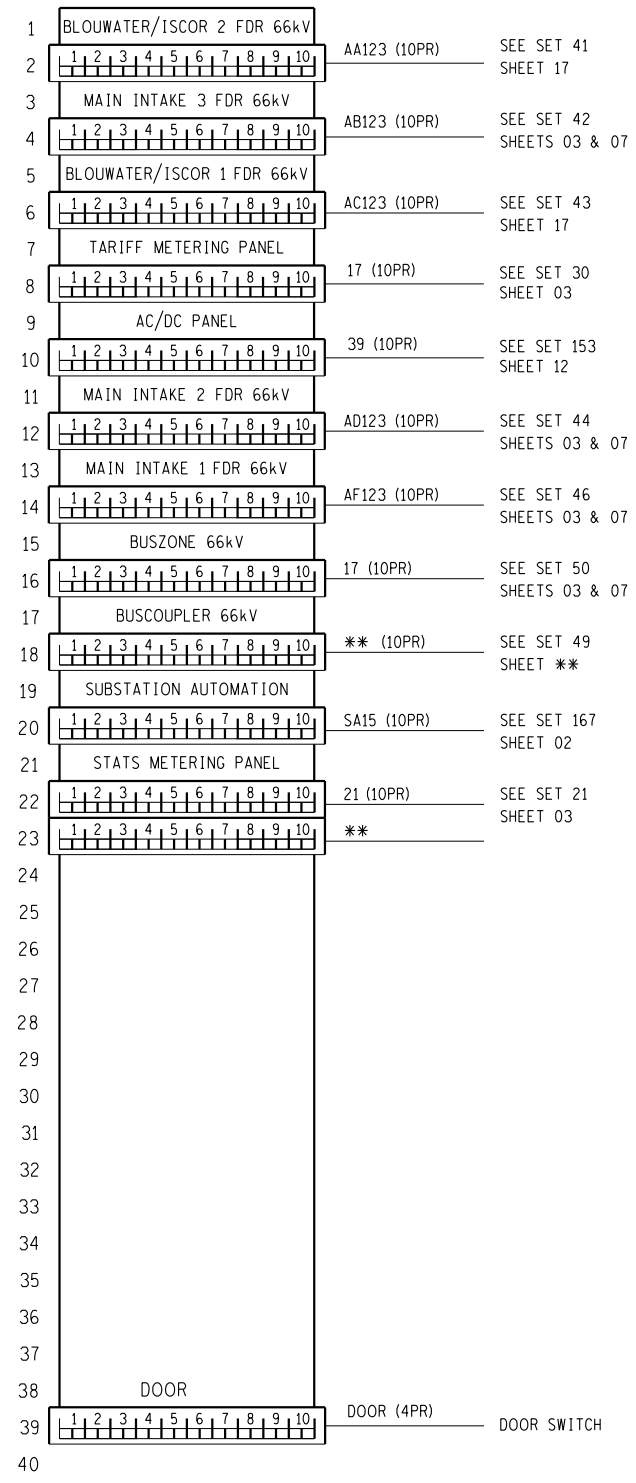 1 BLOUWATER/ISCOR 2 FDR 66kV
2 1 2 3 4 5 6 7 8 9 10 AA123 (10PR) SEE SET 41
SHEET 17
3 MAIN INTAKE 3 FDR 66kV
4 1 2 3 4 5 6 7 8 9 10 AB123 (10PR) SEE SET 42
SHEETS 03 & 07
5 BLOUWATER/ISCOR 1 FDR 66kV
6 1 2 3 4 5 6 7 8 9 10 AC123 (10PR) SEE SET 43
SHEET 17
7 TARIFF METERING PANEL
8 1 2 3 4 5 6 7 8 9 10 17 (10PR) SEE SET 30
SHEET 03
9 AC/DC PANEL
10 1 2 3 4 5 6 7 8 9 10 39 (10PR) SEE SET 153
SHEET 12
11 MAIN INTAKE 2 FDR 66kV
12 1 2 3 4 5 6 7 8 9 10 AD123 (10PR) SEE SET 44
SHEETS 03 & 07
13 MAIN INTAKE 1 FDR 66kV
14 1 2 3 4 5 6 7 8 9 10 AF123 (10PR) SEE SET 46
SHEETS 03 & 07
15 BUSZONE 66kV
16 1 2 3 4 5 6 7 8 9 10 17 (10PR) SEE SET 50
SHEETS 03 & 07
17 BUSCOUPLER 66kV
18 1 2 3 4 5 6 7 8 9 10 ** (10PR) SEE SET 49
SHEET **
19 SUBSTATION AUTOMATION
20 1 2 3 4 5 6 7 8 9 10 SA15 (10PR) SEE SET 167
SHEET 02
21 STATS METERING PANEL
22 1 2 3 4 5 6 7 8 9 10 21 (10PR) SEE SET 21
SHEET 03
23 1 2 3 4 5 6 7 8 9 10 **
24
25
26
27
28
29
30
31
32
33
34
35
36
37
38 DOOR
39 1 2 3 4 5 6 7 8 9 10 DOOR (4PR) DOOR SWITCH
40